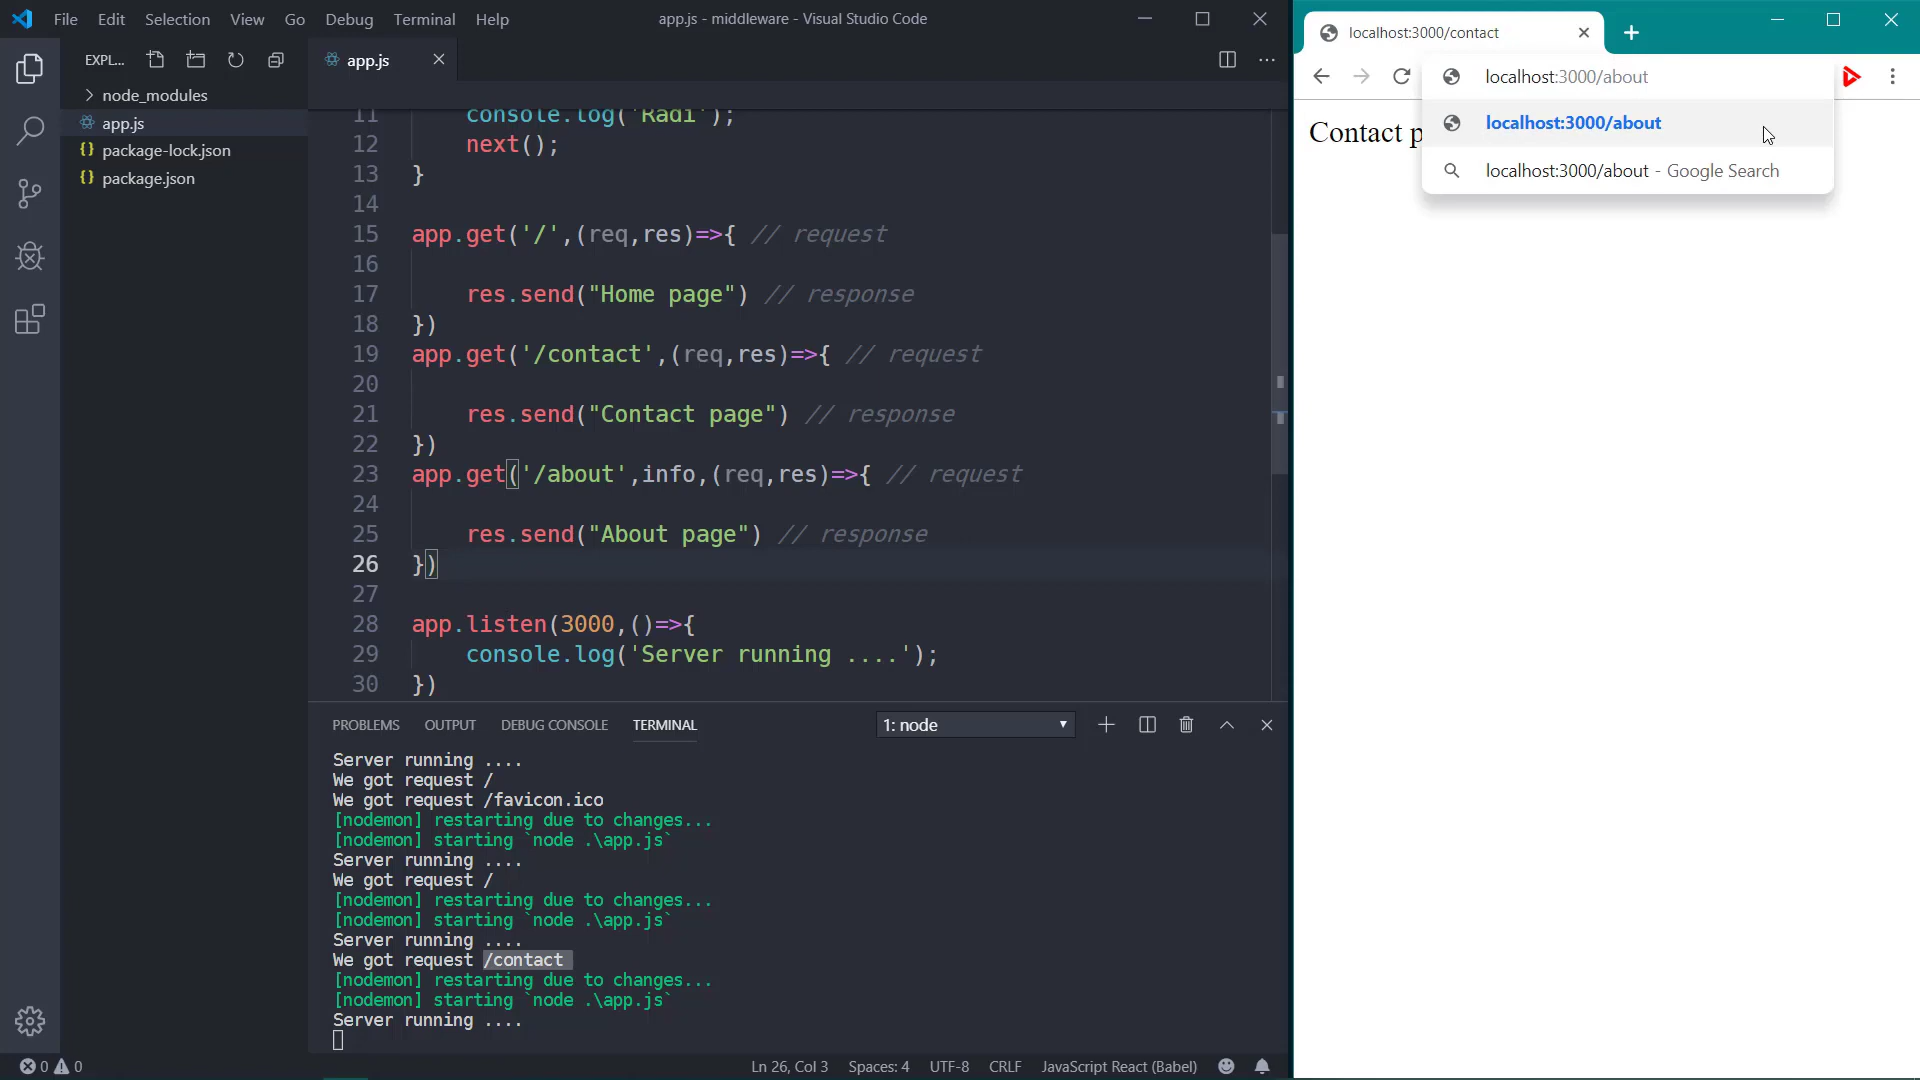 File Edit Selection View Go Debug Terminal Help
app.js - middleware - Visual Studio Code
EXPL...
app.js
node_modules
app.js
package-lock.json
package.json
11 console.log('Radi');
12 next();
13 }
14
15 app.get('/',(req,res)=>{ // request
16
17 res.send("Home page") // response
18 })
19 app.get('/contact',(req,res)=>{ // request
20
21 res.send("Contact page") // response
22 })
23 app.get('/about',info,(req,res)=>{ // request
24
25 res.send("About page") // response
26 })
27
28 app.listen(3000,()=>{
29 console.log('Server running ....');
30 })
PROBLEMS OUTPUT DEBUG CONSOLE TERMINAL
1: node
Server running ....
We got request /
We got request /favicon.ico
[nodemon] restarting due to changes...
[nodemon] starting `node .\app.js`
Server running ....
We got request /
[nodemon] restarting due to changes...
[nodemon] starting `node .\app.js`
Server running ....
We got request /contact
[nodemon] restarting due to changes...
[nodemon] starting `node .\app.js`
Server running ....
0 0
Ln 26, Col 3 Spaces: 4 UTF-8 CRLF JavaScript React (Babel)
localhost:3000/contact
localhost:3000/about
localhost:3000/about
localhost:3000/about - Google Search
Contact p